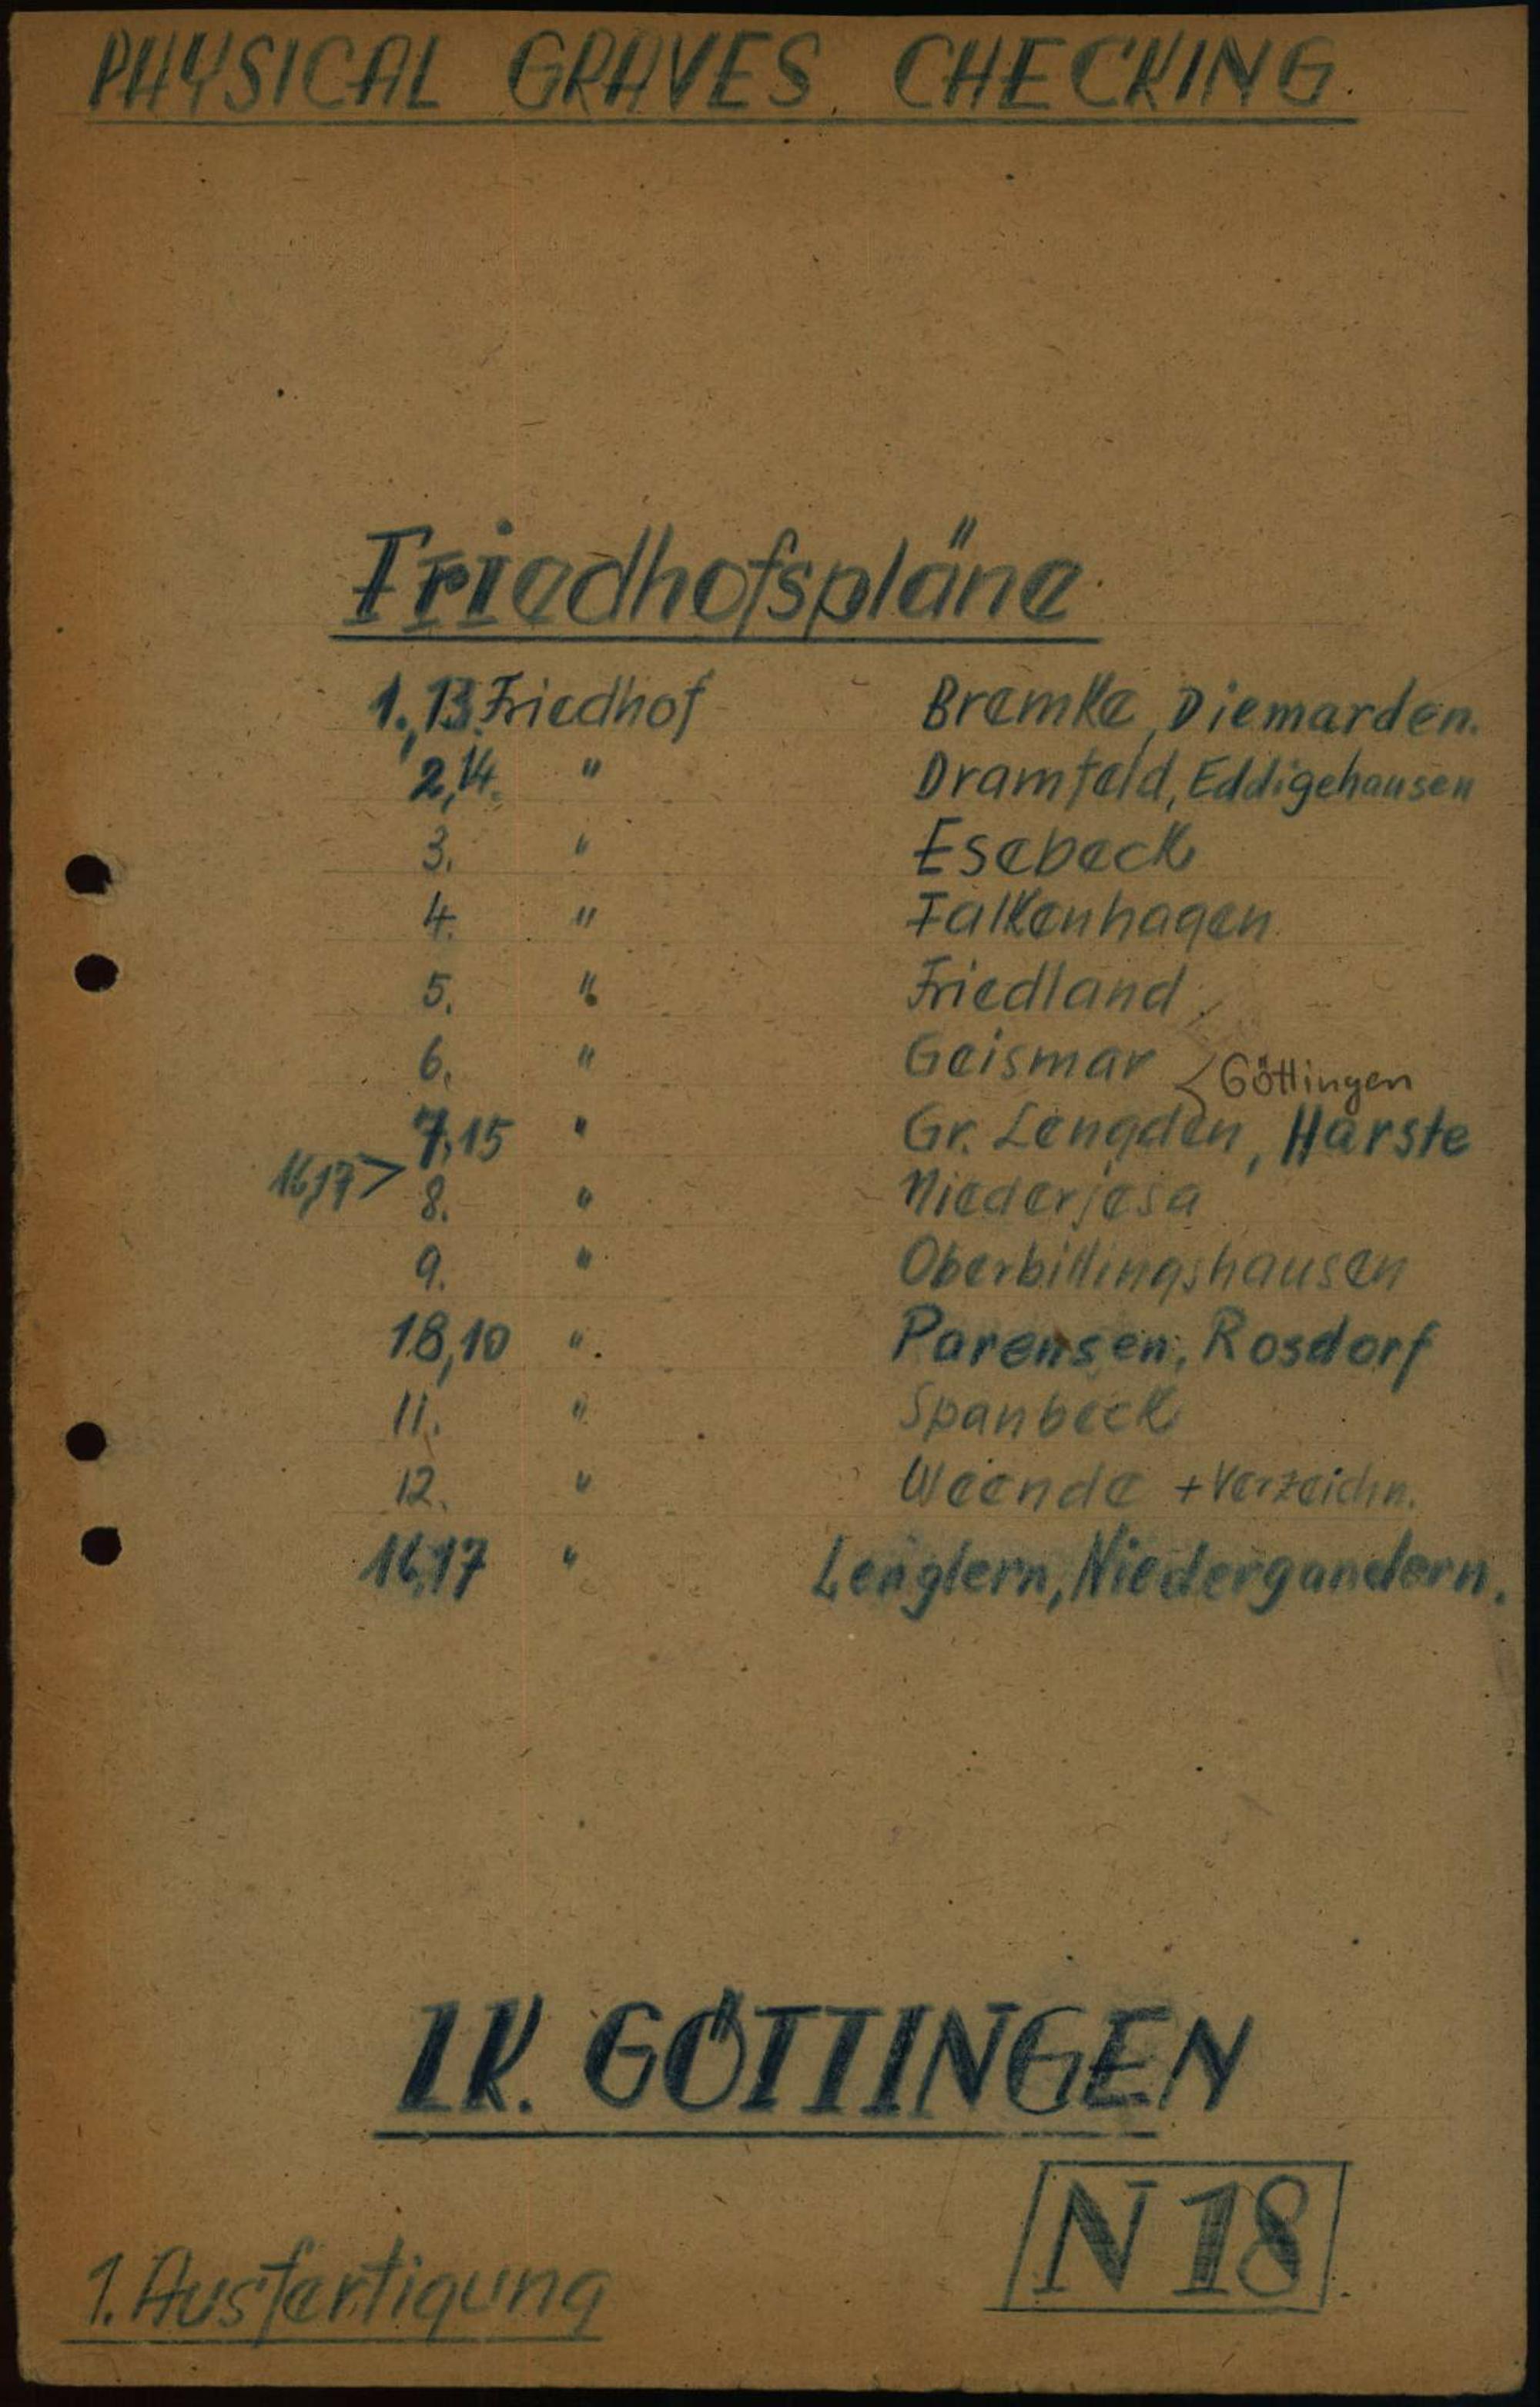 PHYSICAL GRAVES CHECKING.
Friedhofspläne
1., 13. Friedhof Bremke, Diemarden.
2, 14. " Dramfeld, Eddigehausen
3. " Esebeck
4. " Falkenhagen
5. " Friedland
6. " Geismar
< Göttingen
7, 15 " Gr. Lengden, Harste
16, 17 >
8. " Niederjesa
9. " Oberbillingshausen
18, 10 " Parensen, Rosdorf
11. " Spanbeck
12. " Weende + Verzeichn.
16, 17 " Lenglern, Niedergandern.
LK. GÖTTINGEN
N 18
1. Ausfertigung